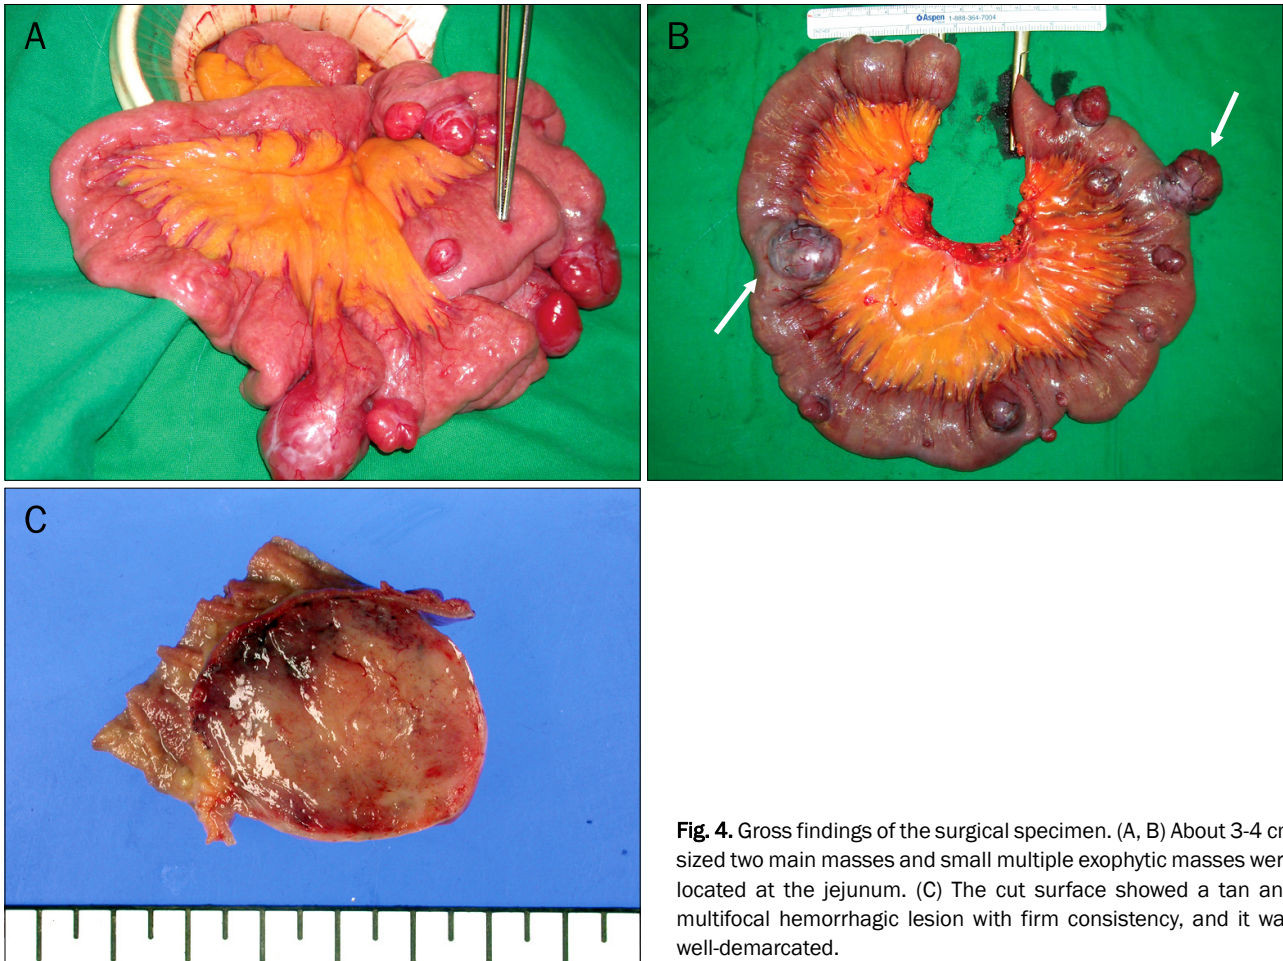 A
B
Aspen 1-888-364-7004
C
Fig. 4. Gross findings of the surgical specimen. (A, B) About 3-4 cm
sized two main masses and small multiple exophytic masses wer
located at the jejunum. (C) The cut surface showed a tan an
multifocal hemorrhagic lesion with firm consistency, and it wa
well-demarcated.